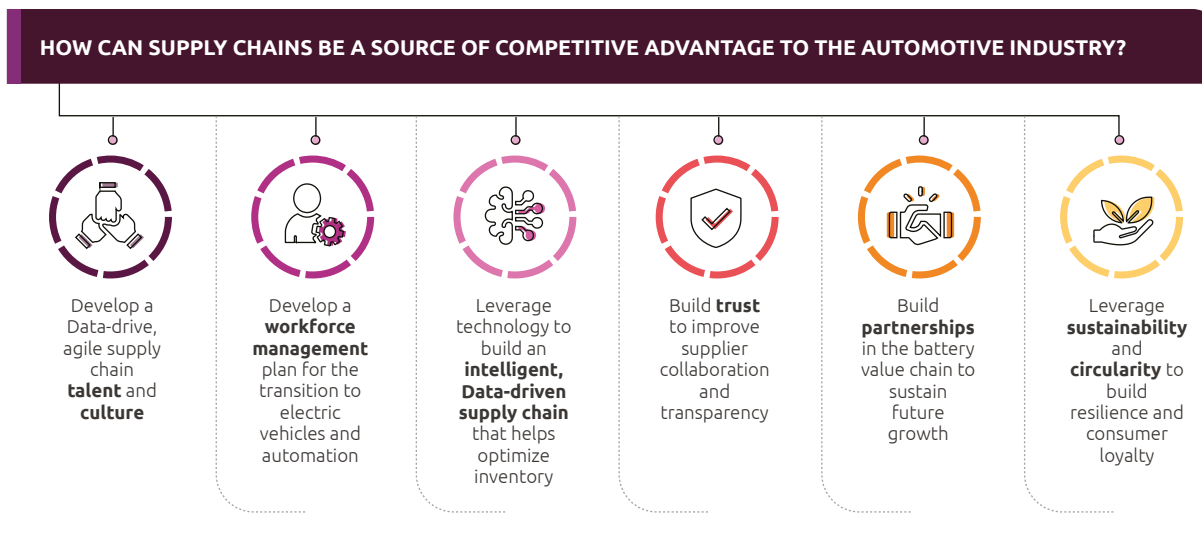 HOW CAN SUPPLY CHAINS BE A SOURCE OF COMPETITIVE ADVANTAGE TO THE AUTOMOTIVE INDUSTRY?
Develop a
Data-drive,
agile supply
chain
talent and
culture
Develop a
workforce
management
plan for the
transition to
electric
vehicles and
automation
Leverage
technology to
build an
intelligent,
Data-driven
supply chain
that helps
optimize
inventory
Build trust
to improve
supplier
collaboration
and
transparency
Build
partnerships
in the battery
value chain to
sustain
future
growth
Leverage
sustainability
and
circularity to
build
resilience and
consumer
loyalty